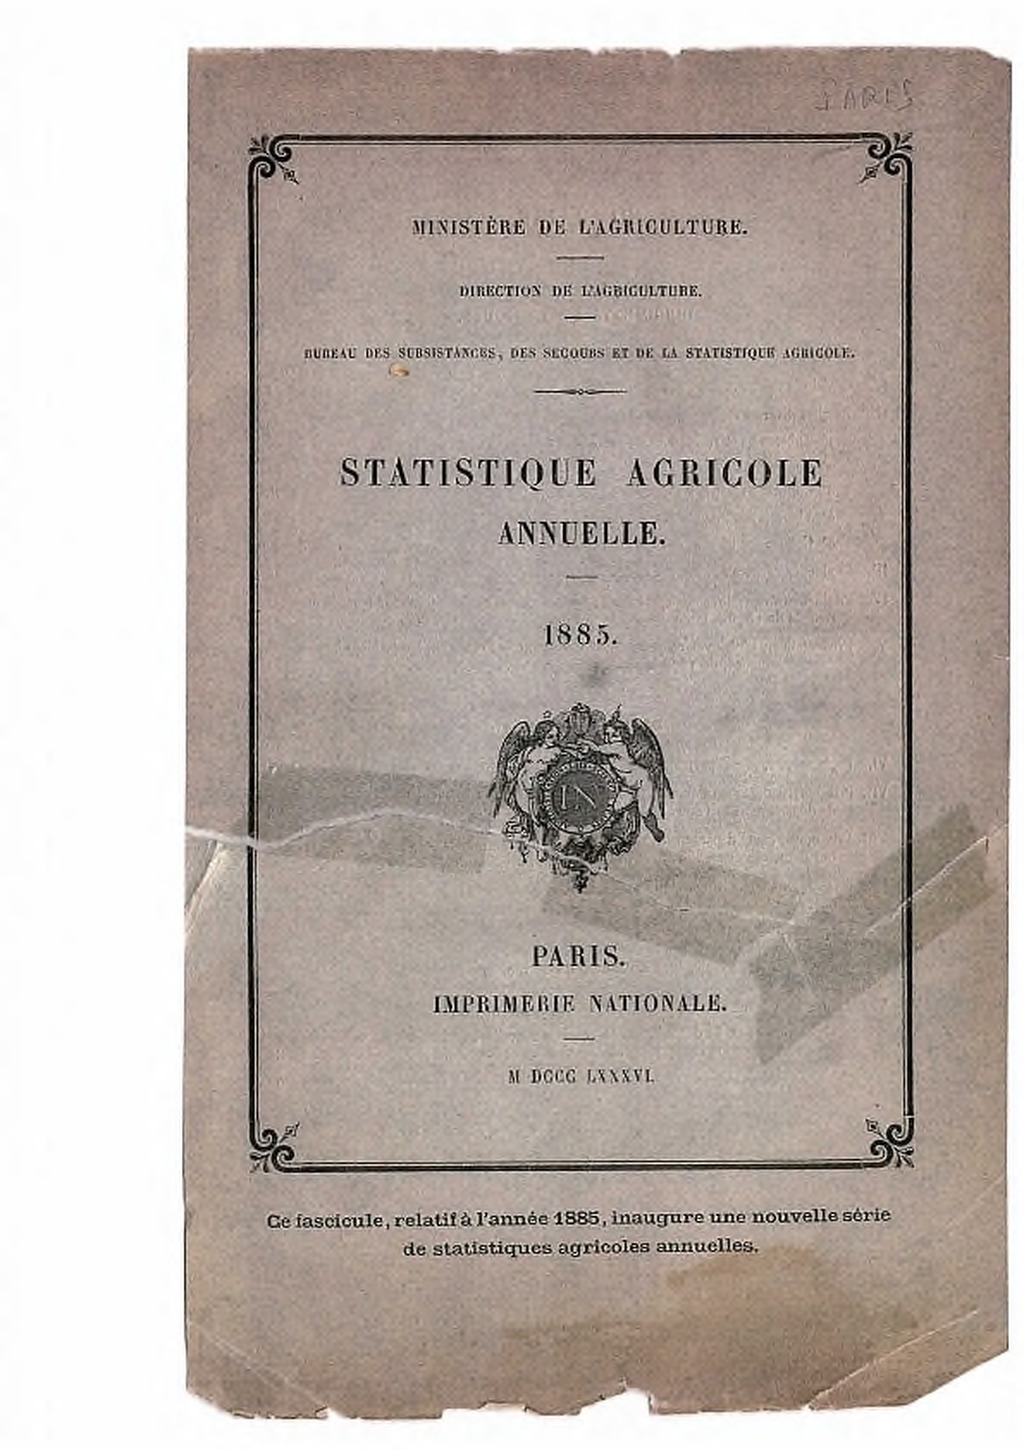 PARIS
MINISTÈRE DE L'AGRICULTURE.
DIRECTION DE L'AGRICULTURE.
BUREAU DES SUBSISTANCES, DES SECOURS ET DE LA STATISTIQUE AGRICOLE.
STATISTIQUE AGRICOLE
ANNUELLE.
1885.
IN
PARIS.
IMPRIMERIE NATIONALE.
M DCCC LXXXVI.
Ce fascicule, relatif à l'année 1885, inaugure une nouvelle série
de statistiques agricoles annuelles.